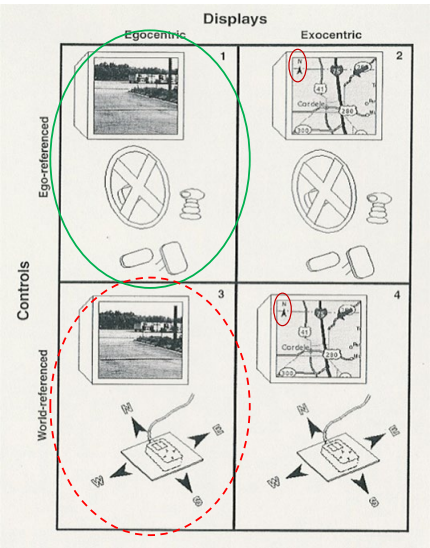 Displays
Egocentric
Exocentric
1
2
Controls
Ego-referenced
N
41
75
280
Cordele
300
World-referenced
3
4
N
41
280
Cordele
300
N
E
W
S
N
E
W
S